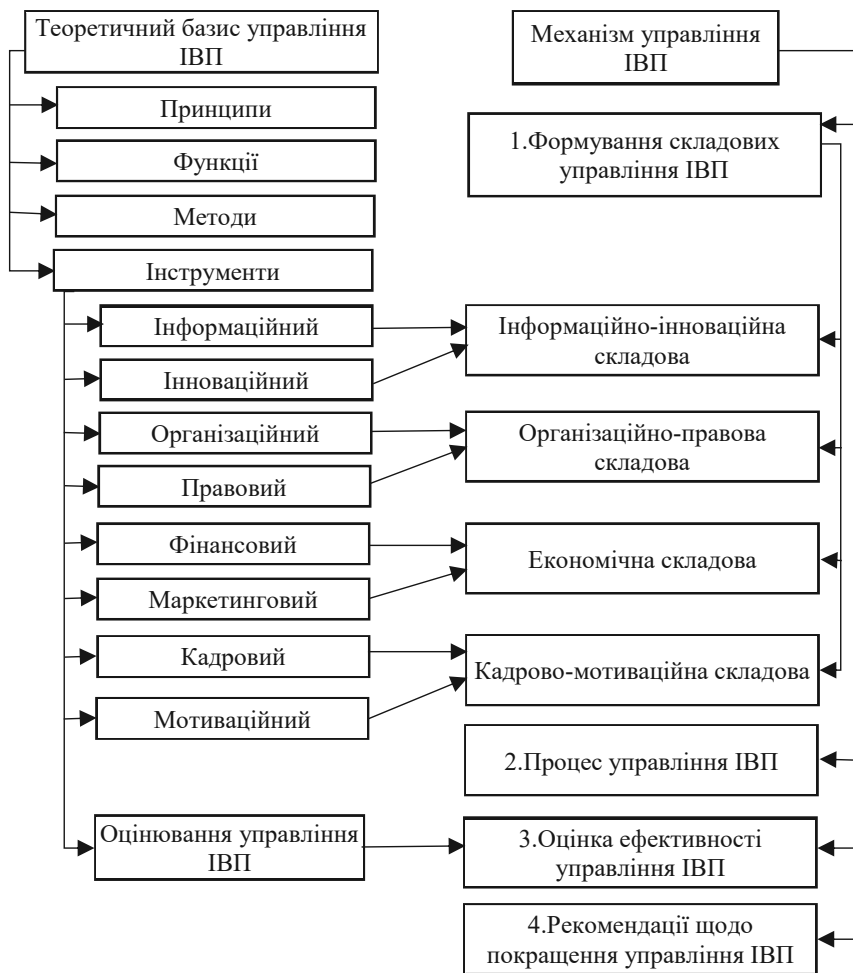 Теоретичний базис управління
ІВП
Принципи
Функції
Методи
Інструменти
Інформаційний
Інноваційний
Організаційний
Правовий
Фінансовий
Маркетинговий
Кадровий
Мотиваційний
Оцінювання управління
ІВП
Механізм управління
ІВП
1.Формування складових
управління ІВП
Інформаційно-інноваційна
складова
Організаційно-правова
складова
Економічна складова
Кадрово-мотиваційна складова
2.Процес управління ІВП
3.Оцінка ефективності
управління ІВП
4.Рекомендації щодо
покращення управління ІВП